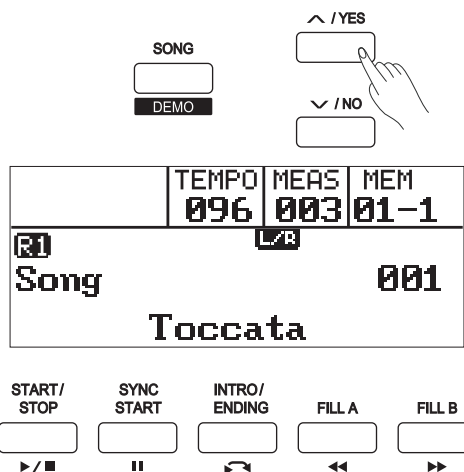 ∧ / YES
SONG
DEMO
∨ / NO
TEMPO MEAS MEM
096 003 01-1
R1 L/R
Song 001
Toccata
START/ STOP
SYNC START
INTRO/ ENDING
FILL A
FILL B